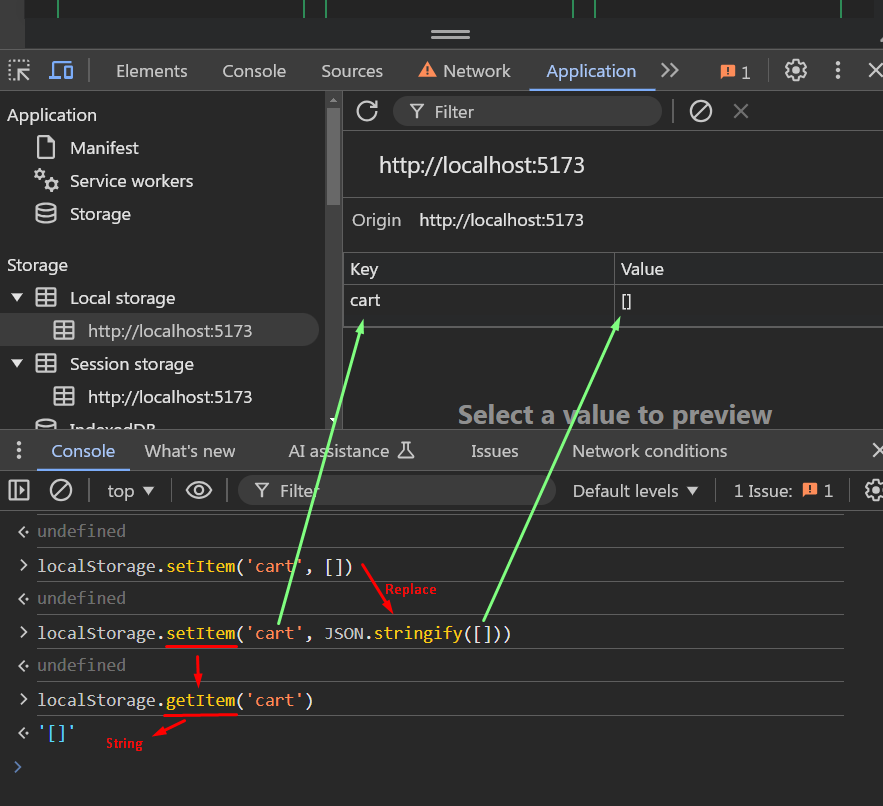 Elements Console Sources Network Application 1
Application
Manifest
Service workers
Storage
Storage
Local storage
http://localhost:5173
Session storage
http://localhost:5173
IndexedDB
Filter
http://localhost:5173
Origin http://localhost:5173
Key Value
cart []
Select a value to preview
Console What's new AI assistance Issues Network conditions
top Filter Default levels 1 Issue: 1
undefined
localStorage.setItem('cart', [])
Replace
undefined
localStorage.setItem('cart', JSON.stringify([]))
undefined
localStorage.getItem('cart')
'[]'
String